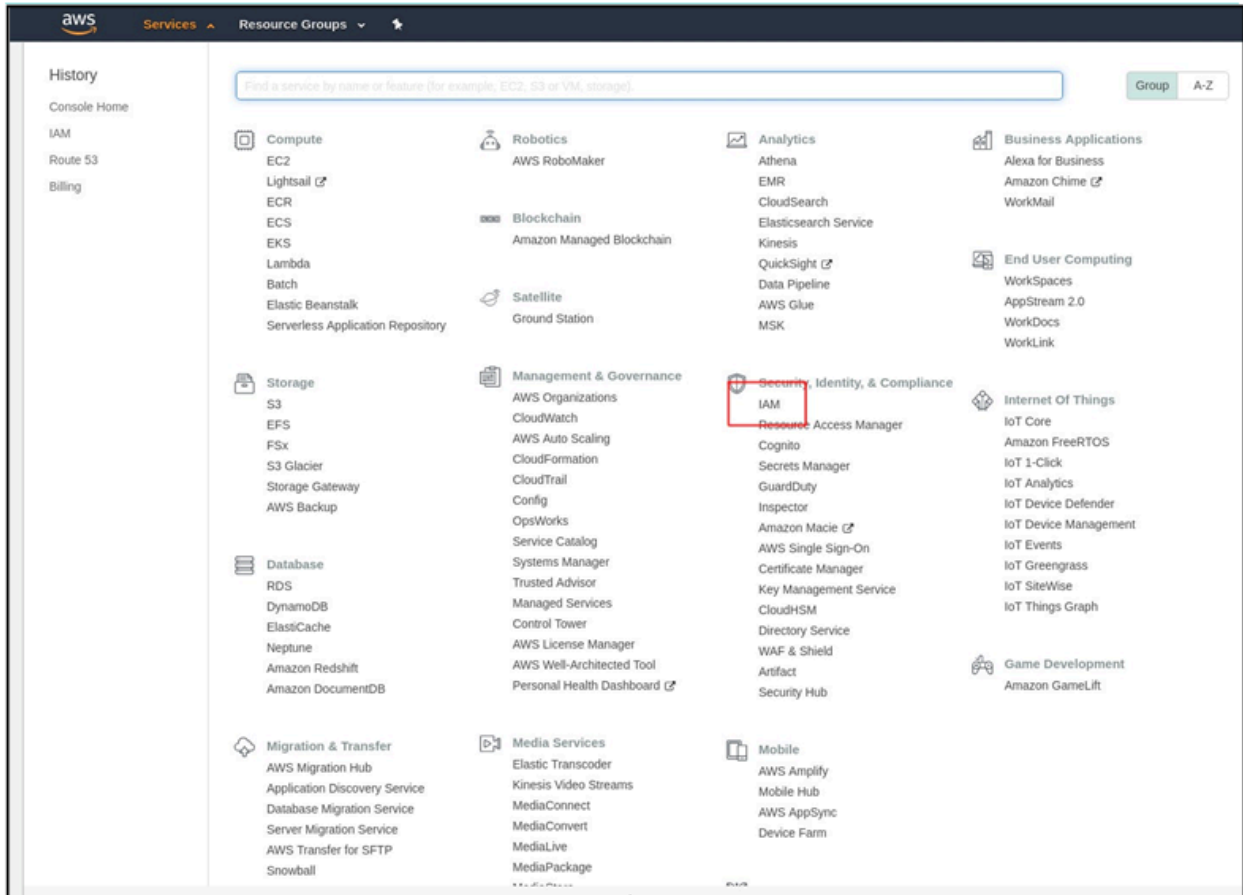 aws Services Resource Groups
History
Console Home
IAM
Route 53
Billing
Find a service by name or feature (for example, EC2, S3 or VM, storage).
Group A-Z
Compute
EC2
Lightsail
ECR
ECS
EKS
Lambda
Batch
Elastic Beanstalk
Serverless Application Repository
Storage
S3
EFS
FSx
S3 Glacier
Storage Gateway
AWS Backup
Database
RDS
DynamoDB
ElastiCache
Neptune
Amazon Redshift
Amazon DocumentDB
Migration & Transfer
AWS Migration Hub
Application Discovery Service
Database Migration Service
Server Migration Service
AWS Transfer for SFTP
Snowball
Robotics
AWS RoboMaker
Blockchain
Amazon Managed Blockchain
Satellite
Ground Station
Management & Governance
AWS Organizations
CloudWatch
AWS Auto Scaling
CloudFormation
CloudTrail
Config
OpsWorks
Service Catalog
Systems Manager
Trusted Advisor
Managed Services
Control Tower
AWS License Manager
AWS Well-Architected Tool
Personal Health Dashboard
Media Services
Elastic Transcoder
Kinesis Video Streams
MediaConnect
MediaConvert
MediaLive
MediaPackage
Analytics
Athena
EMR
CloudSearch
Elasticsearch Service
Kinesis
QuickSight
Data Pipeline
AWS Glue
MSK
Security, Identity, & Compliance
IAM
Resource Access Manager
Cognito
Secrets Manager
GuardDuty
Inspector
Amazon Macie
AWS Single Sign-On
Certificate Manager
Key Management Service
CloudHSM
Directory Service
WAF & Shield
Artifact
Security Hub
Mobile
AWS Amplify
Mobile Hub
AWS AppSync
Device Farm
Business Applications
Alexa for Business
Amazon Chime
WorkMail
End User Computing
WorkSpaces
AppStream 2.0
WorkDocs
WorkLink
Internet Of Things
IoT Core
Amazon FreeRTOS
IoT 1-Click
IoT Analytics
IoT Device Defender
IoT Device Management
IoT Events
IoT Greengrass
IoT SiteWise
IoT Things Graph
Game Development
Amazon GameLift